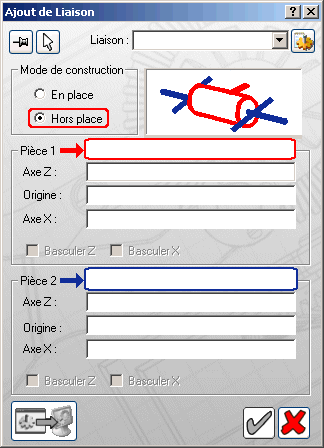 Ajout de Liaison
Liaison :
Mode de construction
En place
Hors place
Pièce 1
Axe Z :
Origine :
Axe X :
Basculer Z Basculer X
Pièce 2
Axe Z :
Origine :
Axe X :
Basculer Z Basculer X